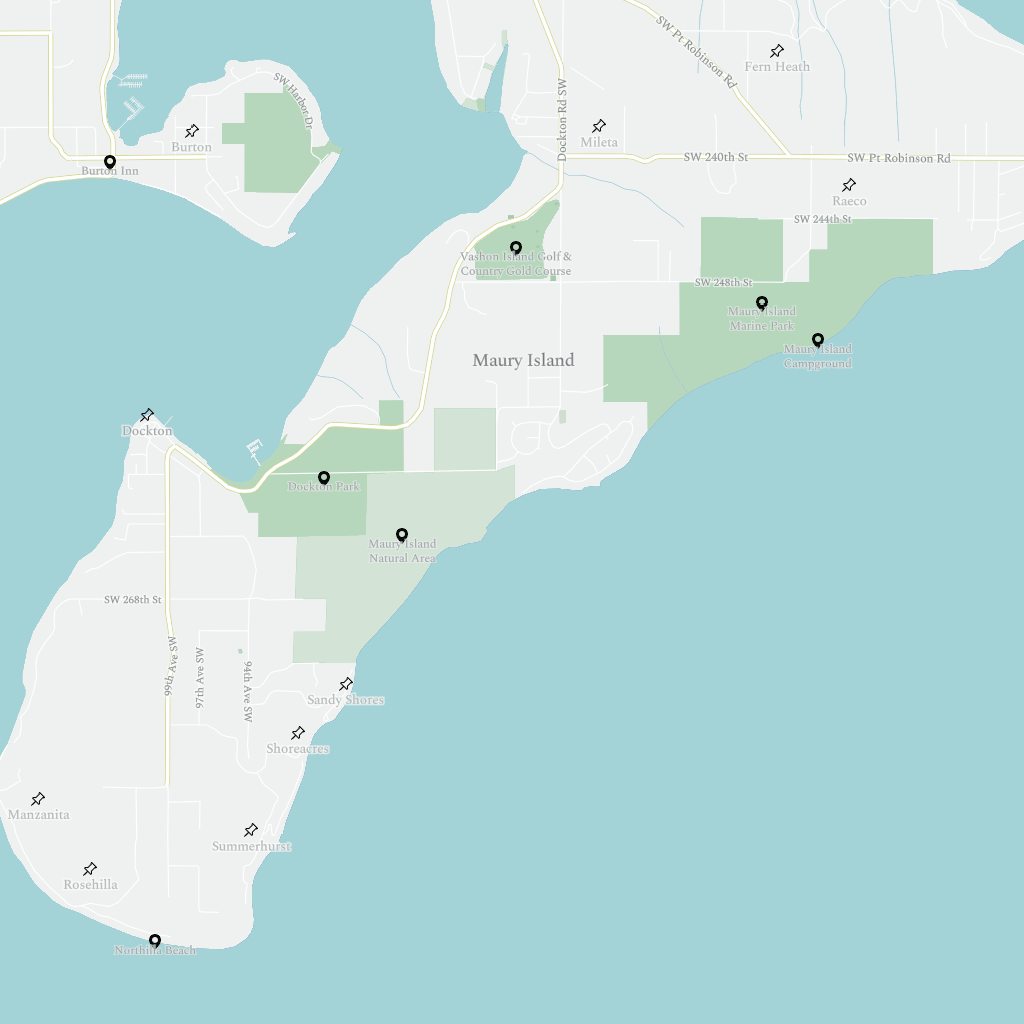 SW Pt Robinson Rd
Fern Heath
SW Harbor Dr
Dockton Rd SW
Burton
Mileta
SW 240th St
SW Pt Robinson Rd
Burton Inn
Raeco
SW 244th St
Vashon Island Golf &
Country Gold Course
SW 248th St
Maury Island
Marine Park
Maury Island
Campground
Maury Island
Dockton
Dockton Park
Maury Island
Natural Area
SW 268th St
99th Ave SW
97th Ave SW
94th Ave SW
Sandy Shores
Shoreacres
Manzanita
Summerhurst
Rosehilla
Northilla Beach